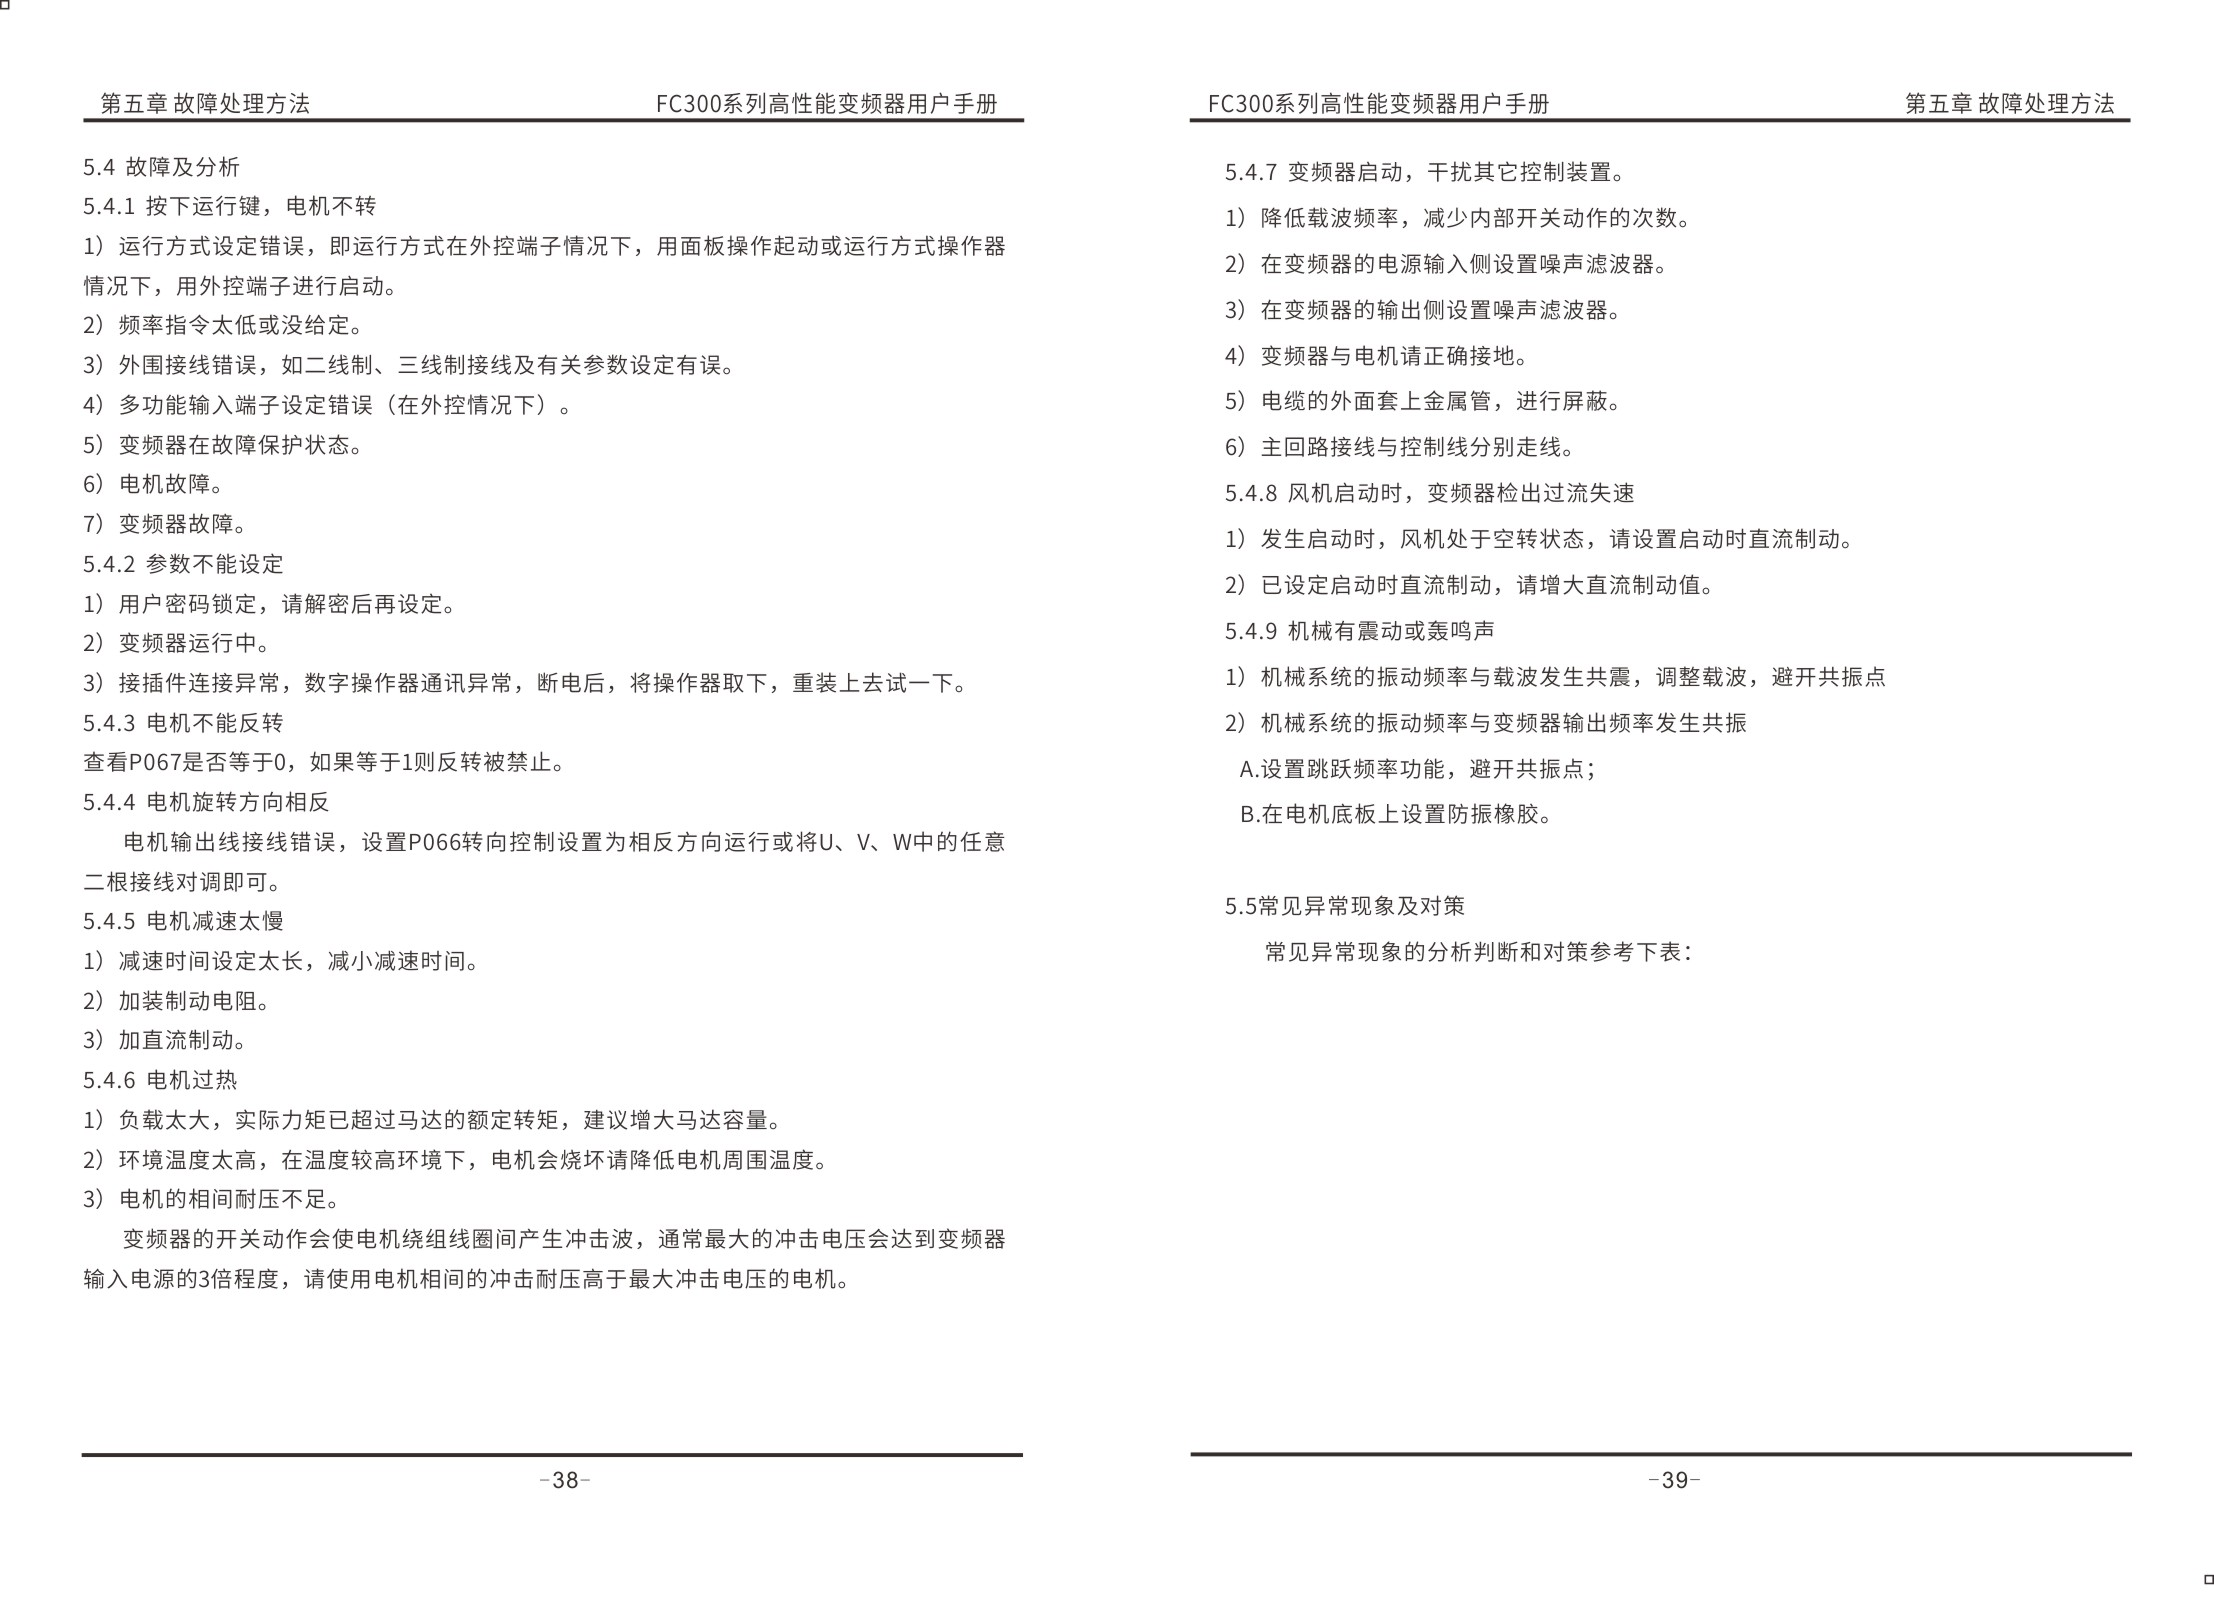 第五章 故障处理方法
FC300系列高性能变频器用户手册
5.4 故障及分析
5.4.1 按下运行键，电机不转
1）运行方式设定错误，即运行方式在外控端子情况下，用面板操作起动或运行方式操作器
情况下，用外控端子进行启动。
2）频率指令太低或没给定。
3）外围接线错误，如二线制、三线制接线及有关参数设定有误。
4）多功能输入端子设定错误（在外控情况下）。
5）变频器在故障保护状态。
6）电机故障。
7）变频器故障。
5.4.2 参数不能设定
1）用户密码锁定，请解密后再设定。
2）变频器运行中。
3）接插件连接异常，数字操作器通讯异常，断电后，将操作器取下，重装上去试一下。
5.4.3 电机不能反转
查看P067是否等于0，如果等于1则反转被禁止。
5.4.4 电机旋转方向相反
电机输出线接线错误，设置P066转向控制设置为相反方向运行或将U、V、W中的任意
二根接线对调即可。
5.4.5 电机减速太慢
1）减速时间设定太长，减小减速时间。
2）加装制动电阻。
3）加直流制动。
5.4.6 电机过热
1）负载太大，实际力矩已超过马达的额定转矩，建议增大马达容量。
2）环境温度太高，在温度较高环境下，电机会烧坏请降低电机周围温度。
3）电机的相间耐压不足。
变频器的开关动作会使电机绕组线圈间产生冲击波，通常最大的冲击电压会达到变频器
输入电源的3倍程度，请使用电机相间的冲击耐压高于最大冲击电压的电机。
-38-
FC300系列高性能变频器用户手册
第五章 故障处理方法
5.4.7 变频器启动，干扰其它控制装置。
1）降低载波频率，减少内部开关动作的次数。
2）在变频器的电源输入侧设置噪声滤波器。
3）在变频器的输出侧设置噪声滤波器。
4）变频器与电机请正确接地。
5）电缆的外面套上金属管，进行屏蔽。
6）主回路接线与控制线分别走线。
5.4.8 风机启动时，变频器检出过流失速
1）发生启动时，风机处于空转状态，请设置启动时直流制动。
2）已设定启动时直流制动，请增大直流制动值。
5.4.9 机械有震动或轰鸣声
1）机械系统的振动频率与载波发生共震，调整载波，避开共振点
2）机械系统的振动频率与变频器输出频率发生共振
A.设置跳跃频率功能，避开共振点；
B.在电机底板上设置防振橡胶。
5.5常见异常现象及对策
常见异常现象的分析判断和对策参考下表：
-39-